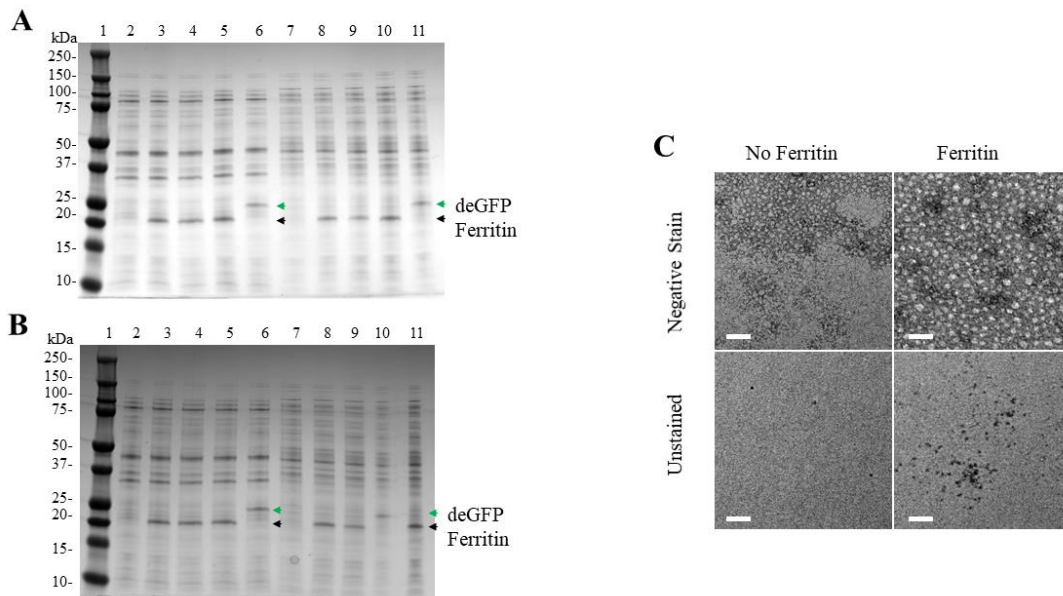 A
1 2 3 4 5 6 7 8 9 10 11
kDa
250-
150-
100-
75-
50-
37-
25-
20-
15-
10-
deGFP
Ferritin
B
1 2 3 4 5 6 7 8 9 10 11
kDa
250-
150-
100-
75-
50-
37-
25-
20-
15-
10-
deGFP
Ferritin
C
No Ferritin Ferritin
Negative Stain
Unstained